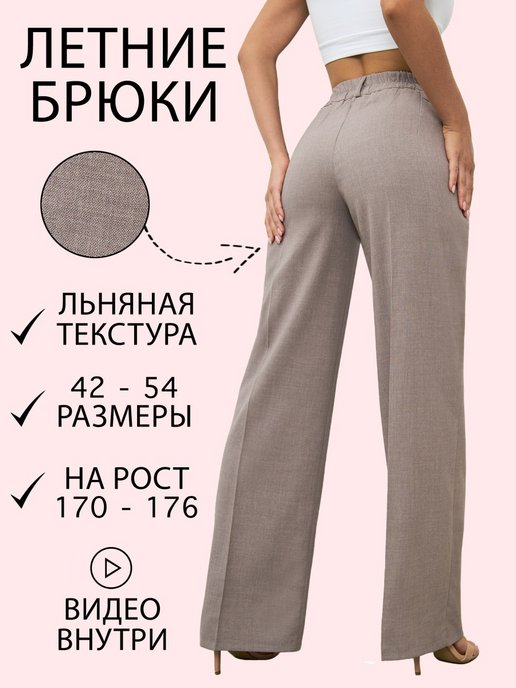 ЛЕТНИЕ
БРЮКИ
ЛЬНЯНАЯ
ТЕКСТУРА
42 - 54
РАЗМЕРЫ
НА РОСТ
170 - 176
ВИДЕО
ВНУТРИ